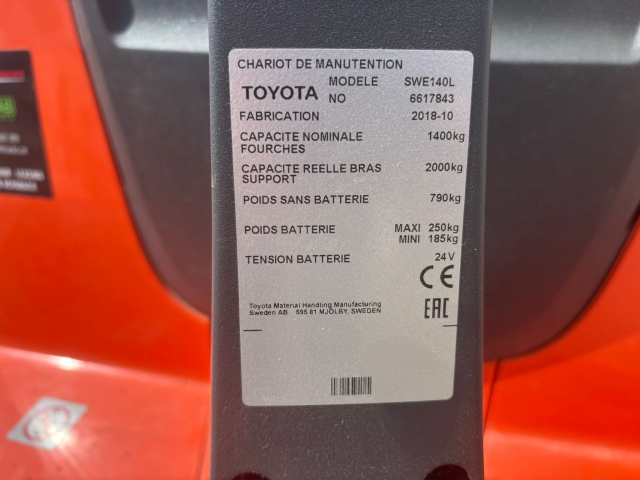 CHARIOT DE MANUTENTION
TOYOTA MODELE SWE140L
NO 6617843
FABRICATION 2018-10
CAPACITE NOMINALE 1400kg
FOURCHES
CAPACITE REELLE BRAS 2000kg
SUPPORT
POIDS SANS BATTERIE 790kg
POIDS BATTERIE MAXI 250kg
MINI 185kg
TENSION BATTERIE 24V
CE
Toyota Material Handling Manufacturing
Sweden AB 595 81 MJÖLBY, SWEDEN
EAC